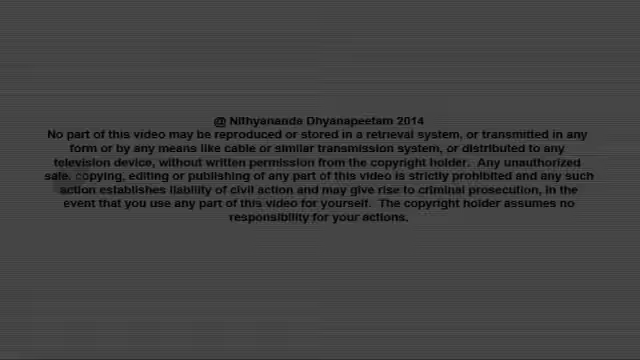 @ Nithyananda Dhyanapeetam 2014
No part of this video may be reproduced or stored in a retrieval system, or transmitted in any
form or by any means like cable or similar transmission system, or distributed to any
television device, without written permission from the copyright holder. Any unauthorized
sale, copying, editing or publishing of any part of this video is strictly prohibited and any such
action establishes liability of civil action and may give rise to criminal prosecution, in the
event that you use any part of this video for yourself. The copyright holder assumes no
responsibility for your actions.